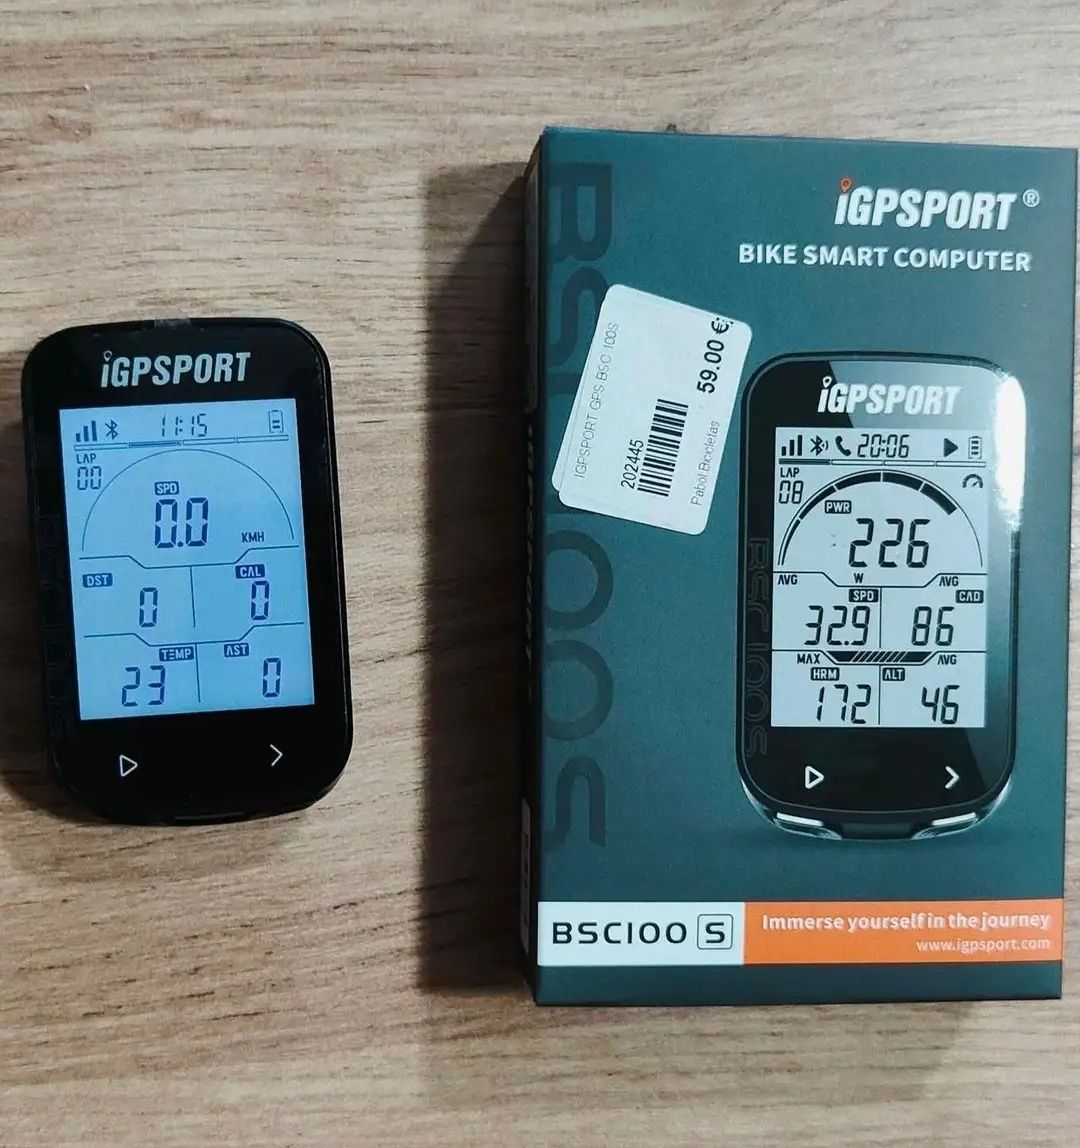 iGPSPORT
11:15
LAP
00
SPD
0.0
KMH
DST
CAL
0
0
TEMP
AST
23
0
BSC100S
iGPSPORT®
BIKE SMART COMPUTER
BSC100S
IGPSPORT GPS BSC 100S
59.00 €
202445
Pabol Bicicletas
iGPSPORT
20:06
LAP
08
PWR
226
AVG
W
AVG
SPD
CAD
32.9
86
MAX
AVG
HRM
ALT
172
46
BSC100S
BSC100 S
Immerse yourself in the journey
www.igpsport.com